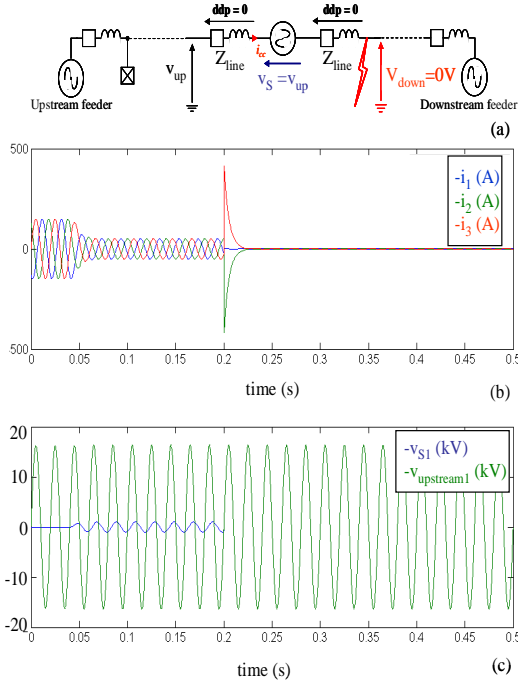 ddp = 0 ddp = 0
i_cc
Z_line Z_line
v_up v_S =v_up V_down=0V
Upstream feeder Downstream feeder
(a)
500
0
500
-i_1 (A)
-i_2 (A)
-i_3 (A)
0 0.05 0.1 0.15 0.2 0.25 0.3 0.35 0.4 0.45 0.5
time (s)
(b)
20
10
0
-10
-20
-v_S1 (kV)
-v_upstream1 (kV)
0 0.05 0.1 0.15 0.2 0.25 0.3 0.35 0.4 0.45 0.5
time (s)
(c)